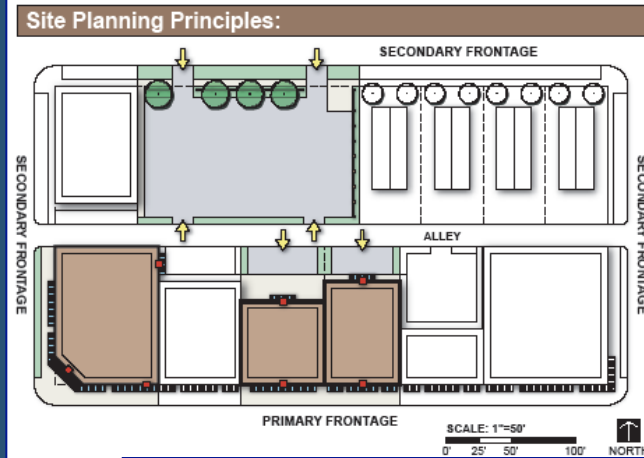 Site Planning Principles:
SECONDARY FRONTAGE
SECONDARY FRONTAGE
SECONDARY FRONTAGE
ALLEY
PRIMARY FRONTAGE
SCALE: 1"=50'
0' 25' 50' 100'
NORTH